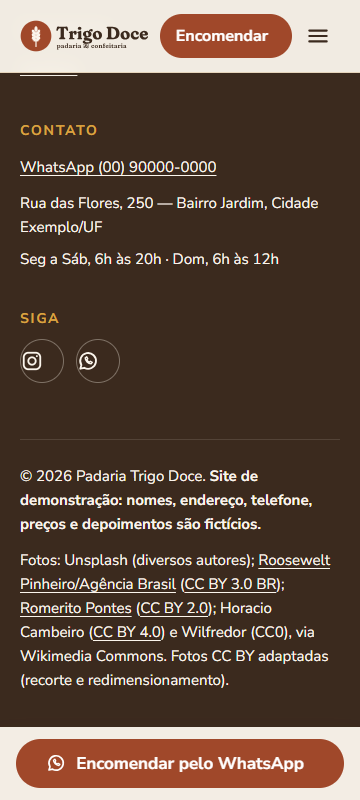 Trigo Doce
padaria & confeitaria
Encomendar
CONTATO
WhatsApp (00) 90000-0000
Rua das Flores, 250 — Bairro Jardim, Cidade
Exemplo/UF
Seg a Sáb, 6h às 20h · Dom, 6h às 12h
SIGA
© 2026 Padaria Trigo Doce. Site de
demonstração: nomes, endereço, telefone,
preços e depoimentos são fictícios.
Fotos: Unsplash (diversos autores); Roosewelt
Pinheiro/Agência Brasil (CC BY 3.0 BR);
Romerito Pontes (CC BY 2.0); Horacio
Cambeiro (CC BY 4.0) e Wilfredor (CC0), via
Wikimedia Commons. Fotos CC BY adaptadas
(recorte e redimensionamento).
Encomendar pelo WhatsApp